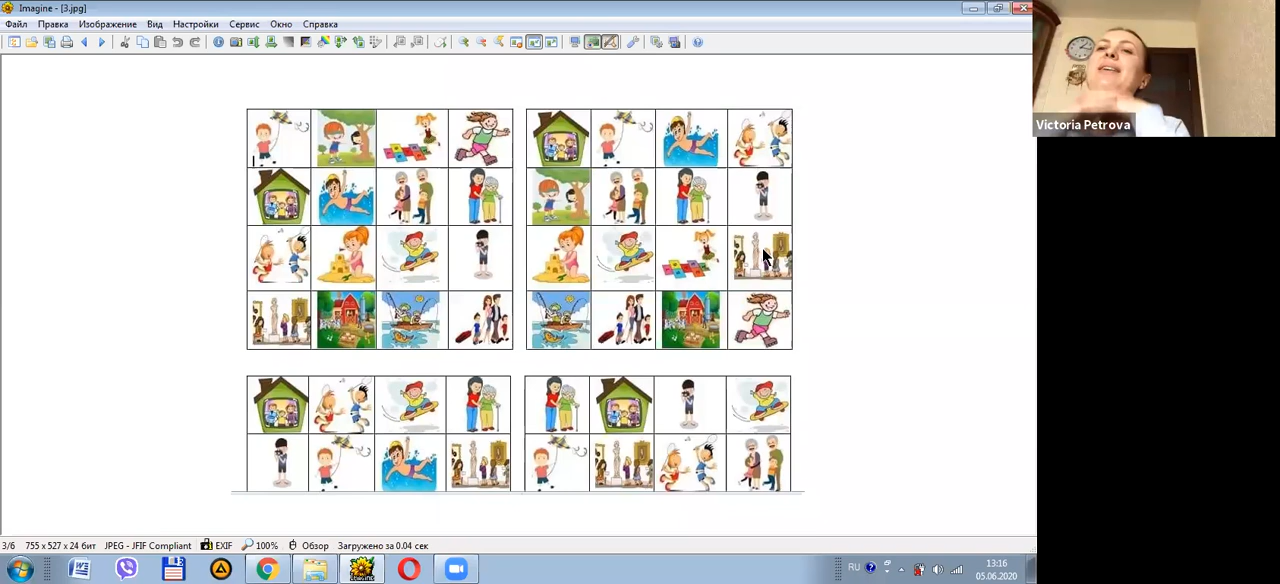 Imagine - [3.jpg]
Файл Правка Изображение Вид Настройки Сервис Окно Справка
Victoria Petrova
3/6 755 x 527 x 24 бит JPEG - JFIF Compliant EXIF 100% Обзор Загружено за 0.04 сек
RU 13:16
05.06.2020